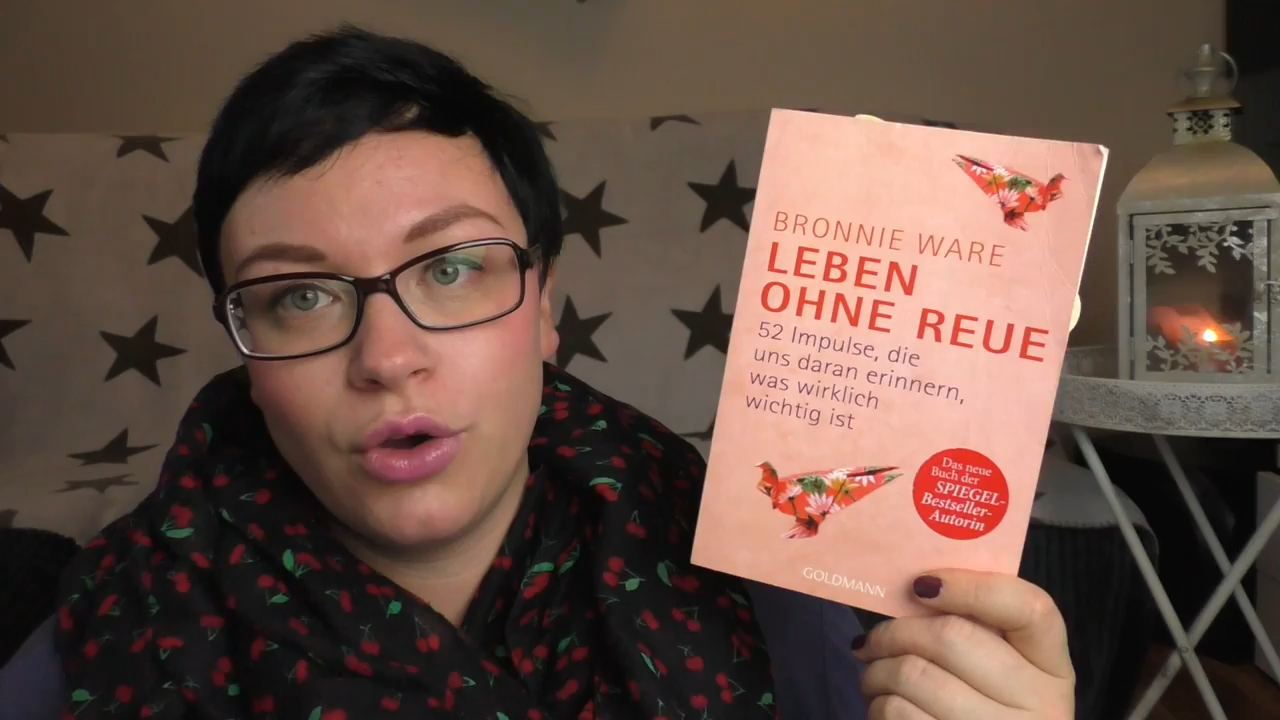 BRONNIE WARE
LEBEN
OHNE REUE
52 Impulse, die
uns daran erinnern,
was wirklich
wichtig ist
Das neue
Buch der
SPIEGEL-
Bestseller-
Autorin
GOLDMANN